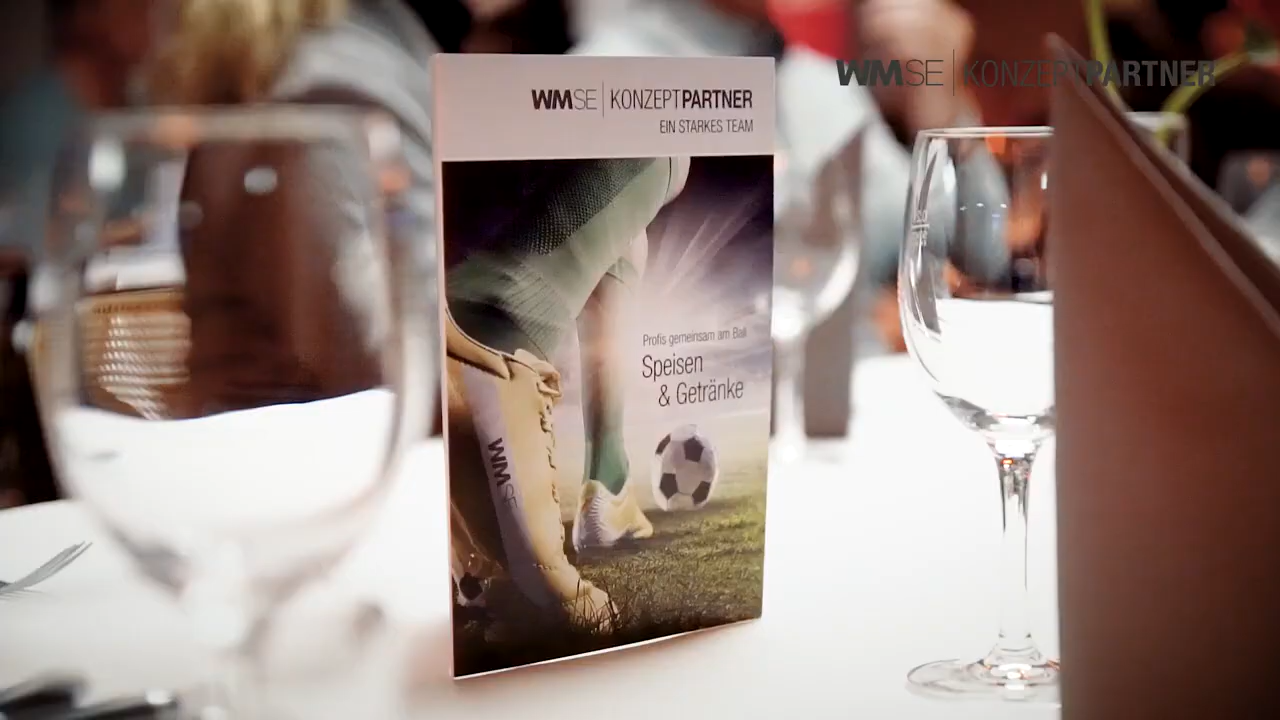 WMSE | KONZEPTPARTNER
WMSE | KONZEPTPARTNER
EIN STARKES TEAM
Profis gemeinsam am Ball
Speisen
& Getränke
WMSE